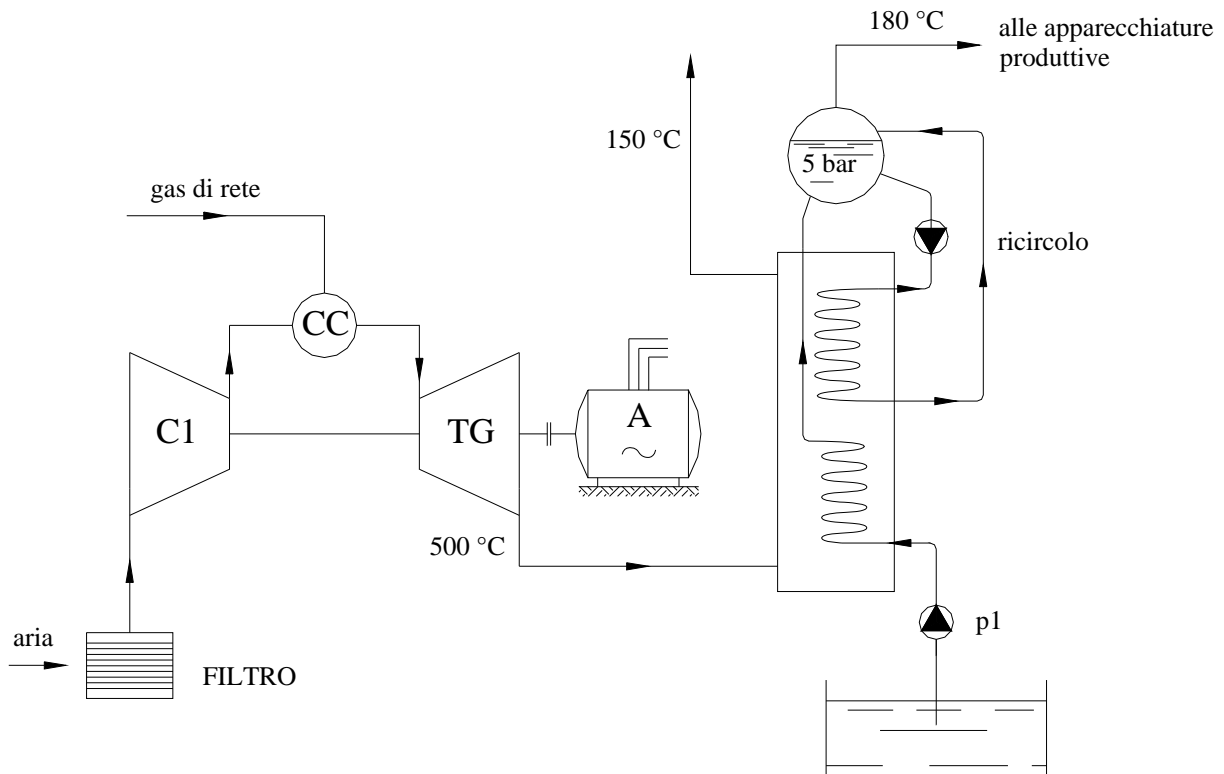 180 °C
alle apparecchiature
produttive
150 °C
5 bar
gas di rete
ricircolo
CC
C1
TG
A
500 °C
p1
aria
FILTRO